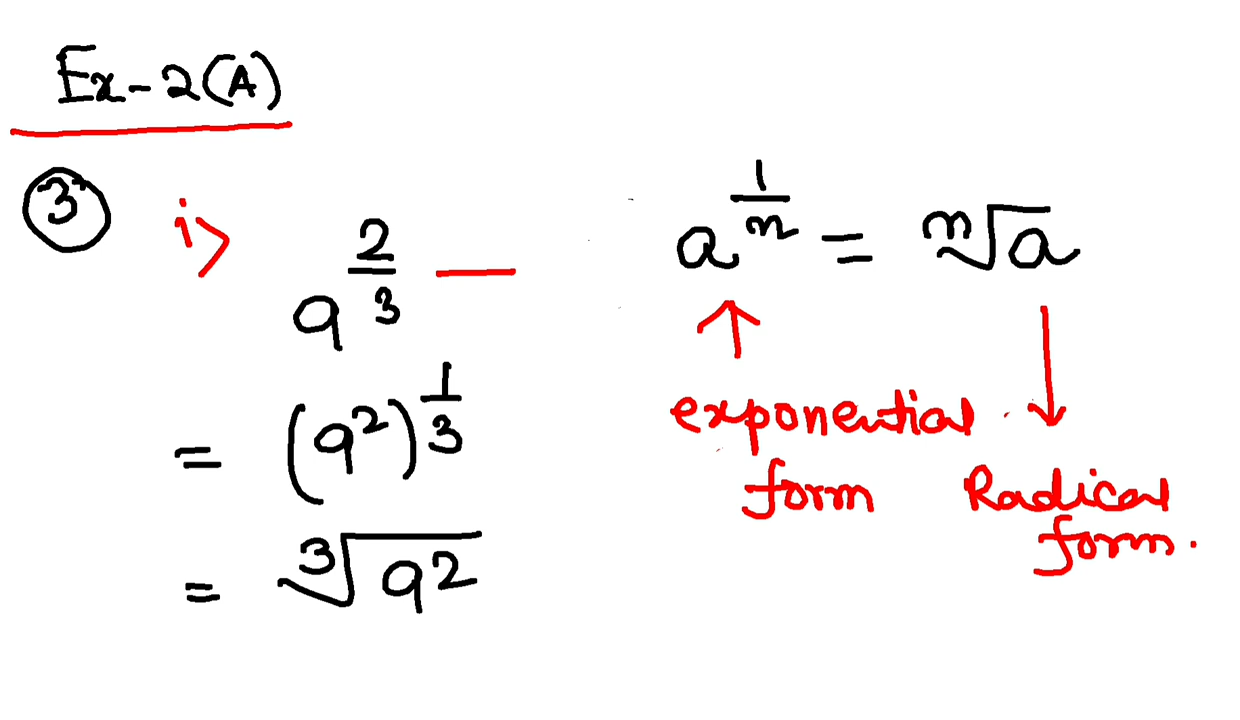 Ex-2(A)
③ i> 9^(2/3) —
= (9²)^(1/3)
= ³√9²
a^(1/n) = ⁿ√a
↑ ↓
exponential form
Radical form.